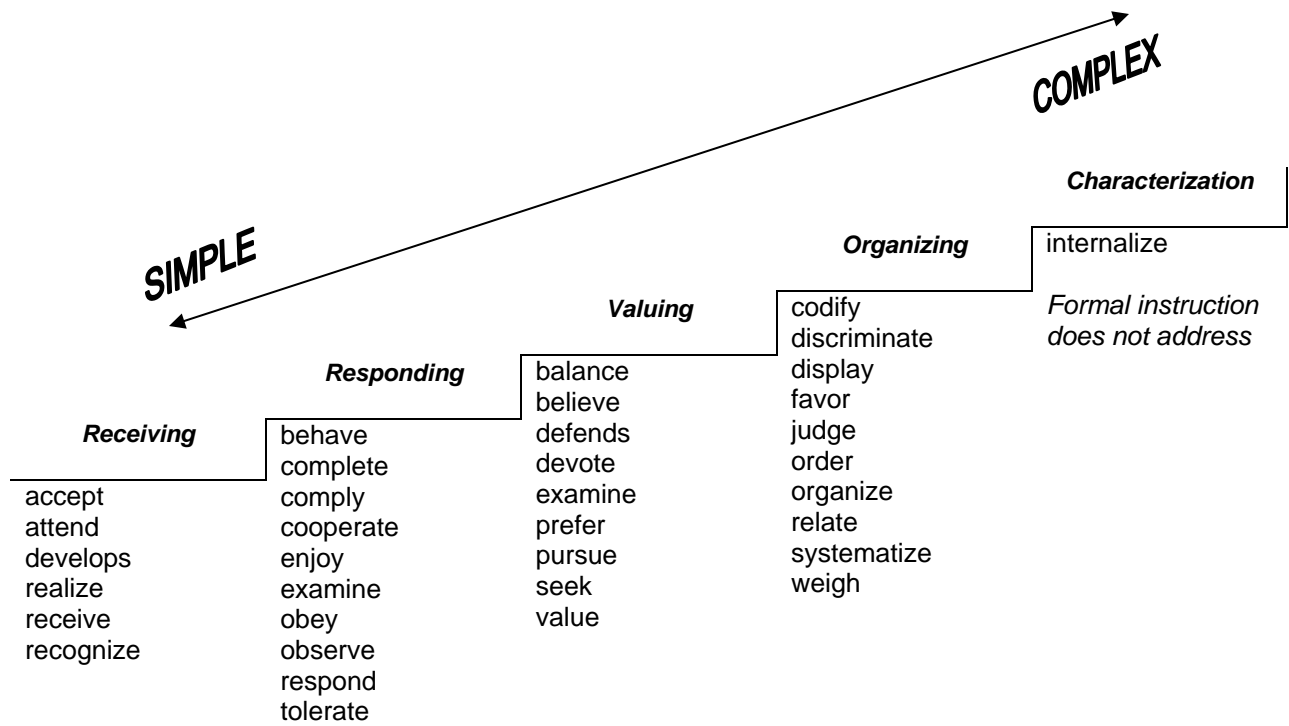 COMPLEX
SIMPLE
Receiving
accept
attend
develops
realize
receive
recognize
Responding
behave
complete
comply
cooperate
enjoy
examine
obey
observe
respond
tolerate
Valuing
balance
believe
defends
devote
examine
prefer
pursue
seek
value
Organizing
codify
discriminate
display
favor
judge
order
organize
relate
systematize
weigh
Characterization
internalize
Formal instruction
does not address